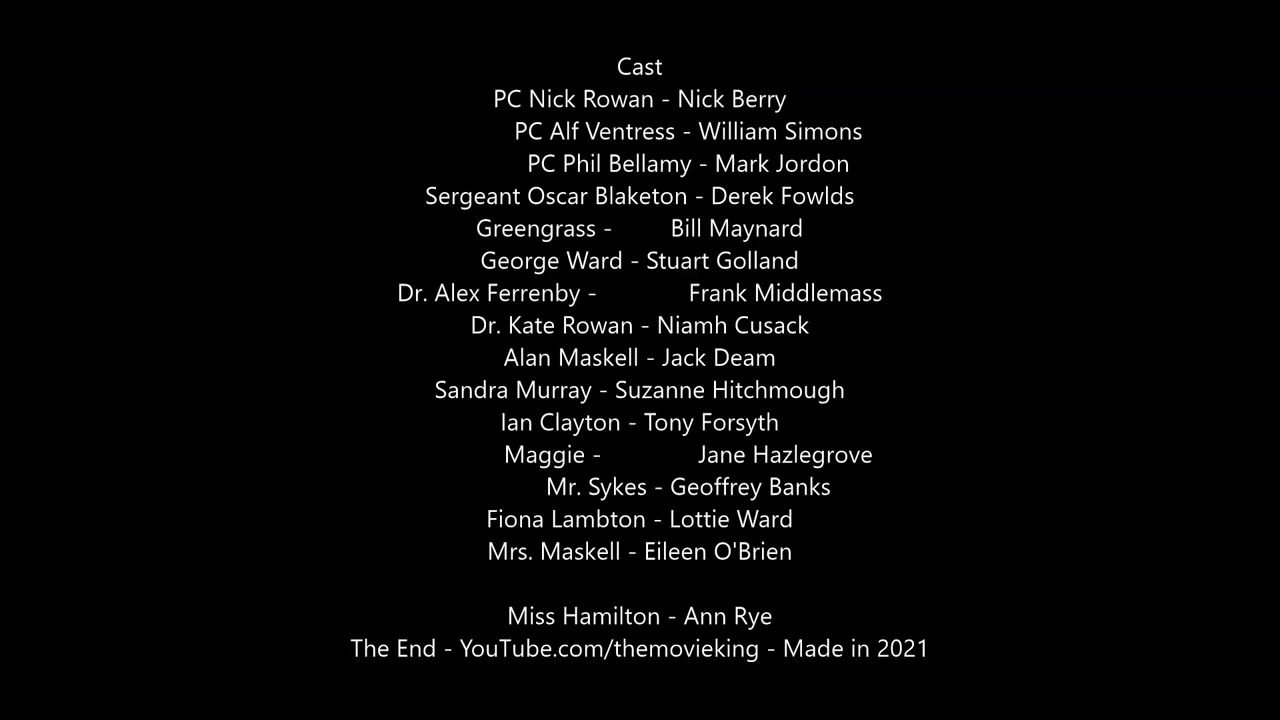 Cast
PC Nick Rowan - Nick Berry
PC Alf Ventress - William Simons
PC Phil Bellamy - Mark Jordon
Sergeant Oscar Blaketon - Derek Fowlds
Greengrass - Bill Maynard
George Ward - Stuart Golland
Dr. Alex Ferrenby - Frank Middlemass
Dr. Kate Rowan - Niamh Cusack
Alan Maskell - Jack Deam
Sandra Murray - Suzanne Hitchmough
Ian Clayton - Tony Forsyth
Maggie - Jane Hazlegrove
Mr. Sykes - Geoffrey Banks
Fiona Lambton - Lottie Ward
Mrs. Maskell - Eileen O'Brien
Miss Hamilton - Ann Rye
The End - YouTube.com/themovieking - Made in 2021